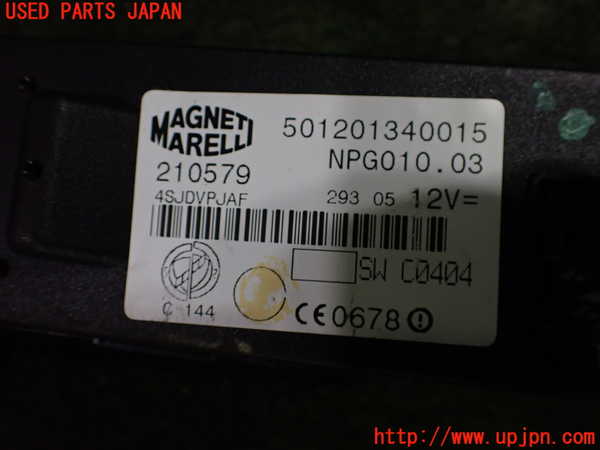 USED PARTS JAPAN
MAGNETI MARELLI
501201340015
NPG010.03
210579
4SJDVPJAF
293 05 12V=
SW C0404
C 144
CE0678
UPJ
http://www.upjpn.com/